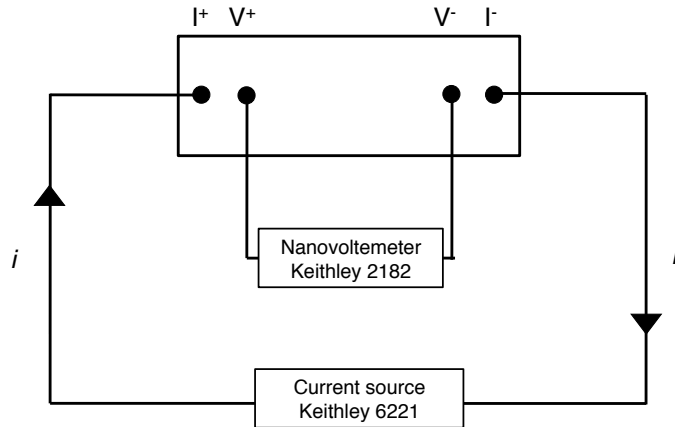 I+ V+ V- I-
Nanovoltemeter
Keithley 2182
i
Current source
Keithley 6221